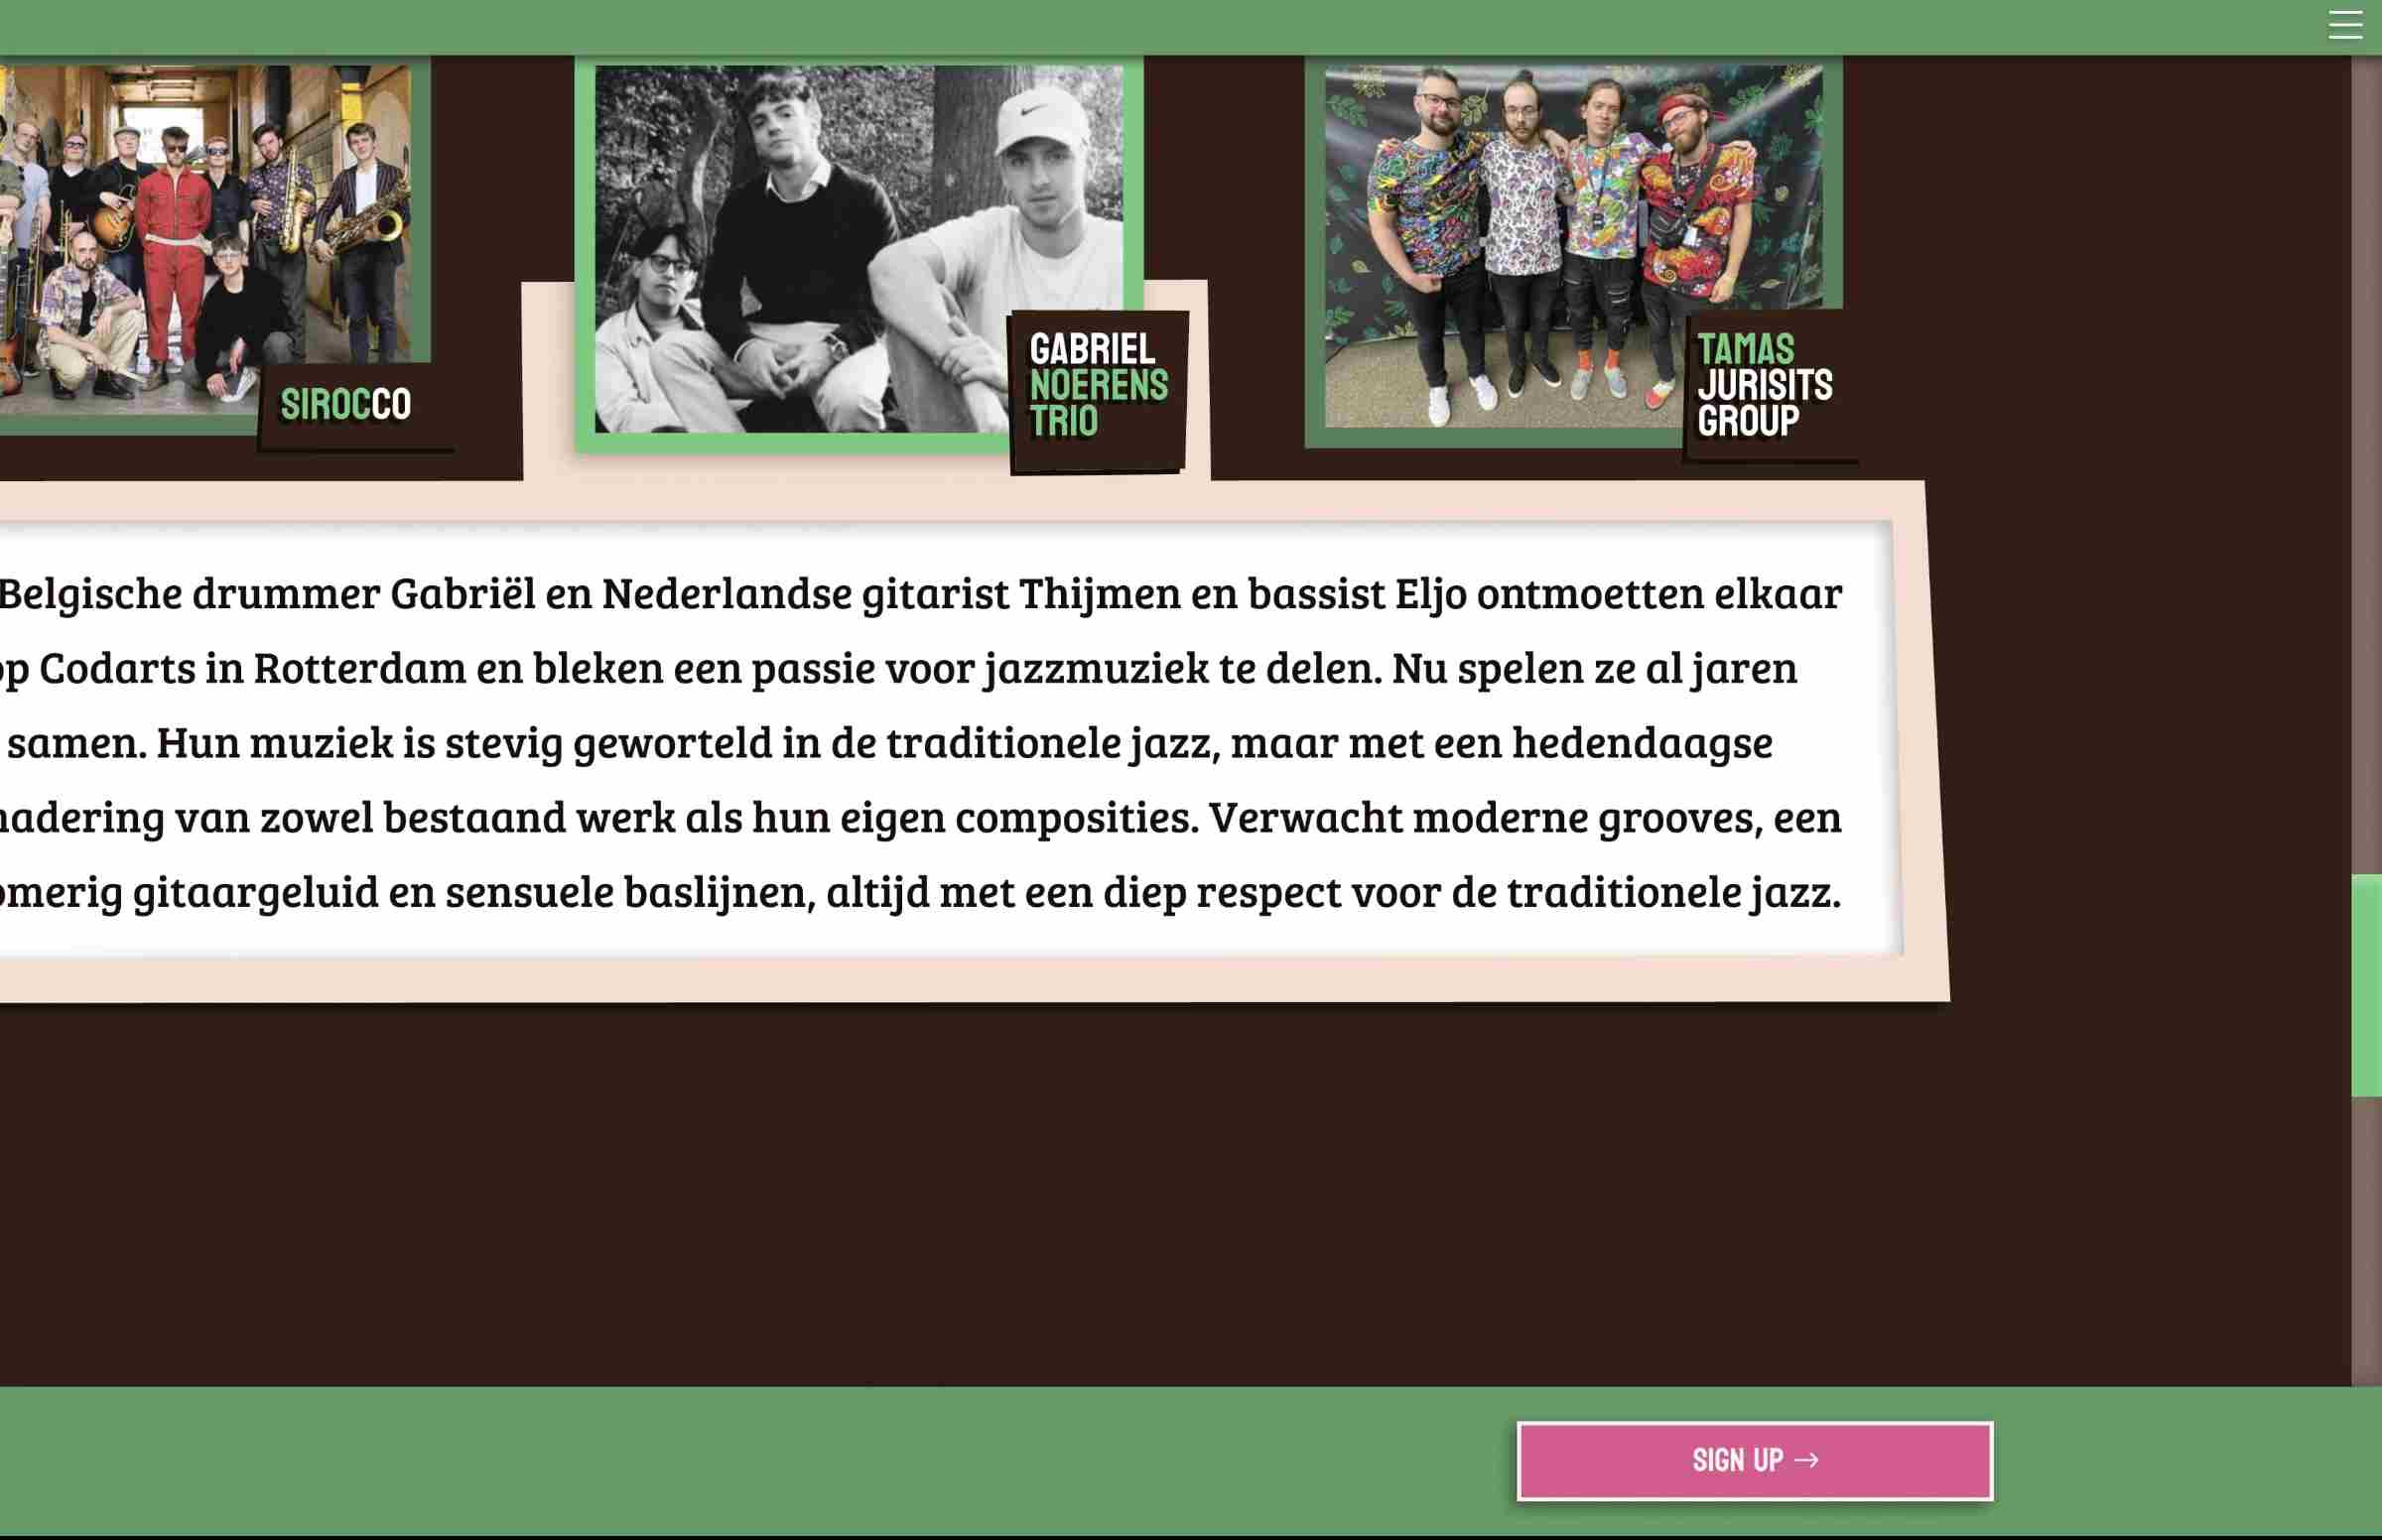 SIROCCO
GABRIEL
NOERENS
TRIO
TAMAS
JURISITS
GROUP
Belgische drummer Gabriël en Nederlandse gitarist Thijmen en bassist Eljo ontmoetten elkaar
op Codarts in Rotterdam en bleken een passie voor jazzmuziek te delen. Nu spelen ze al jaren
samen. Hun muziek is stevig geworteld in de traditionele jazz, maar met een hedendaagse
nadering van zowel bestaand werk als hun eigen composities. Verwacht moderne grooves, een
omerig gitaargeluid en sensuele baslijnen, altijd met een diep respect voor de traditionele jazz.
SIGN UP →